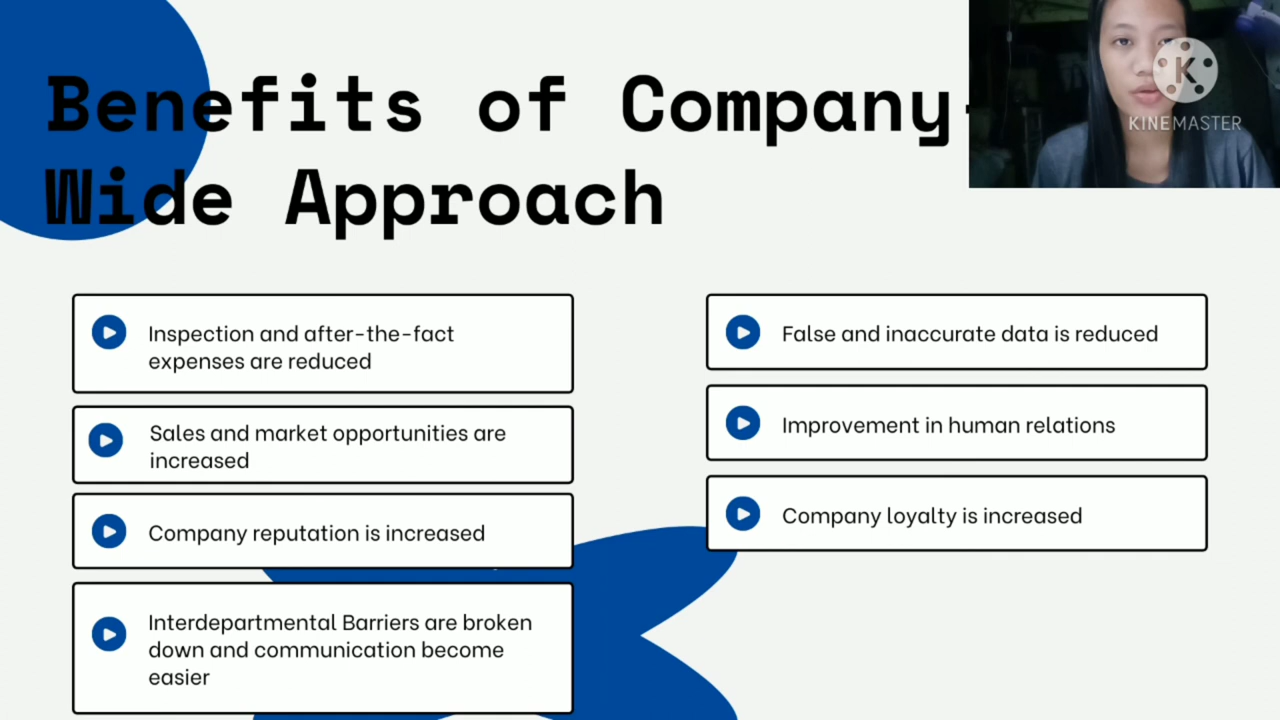 Benefits of Company-
Wide Approach
KINEMASTER
Inspection and after-the-fact
expenses are reduced
Sales and market opportunities are
increased
Company reputation is increased
Interdepartmental Barriers are broken
down and communication become
easier
False and inaccurate data is reduced
Improvement in human relations
Company loyalty is increased